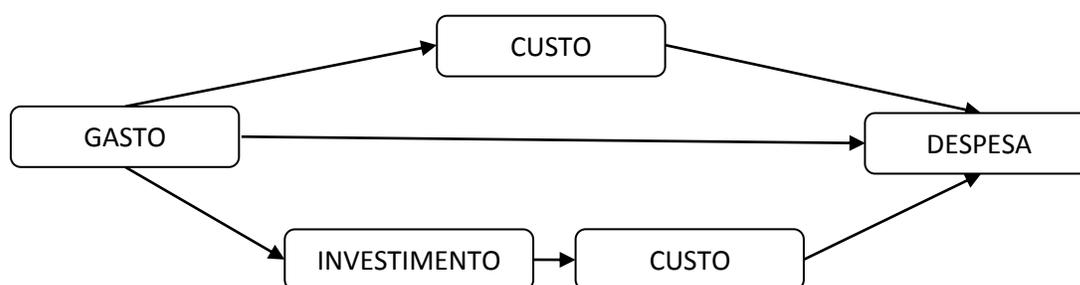 CUSTO
GASTO
DESPESA
INVESTIMENTO
CUSTO